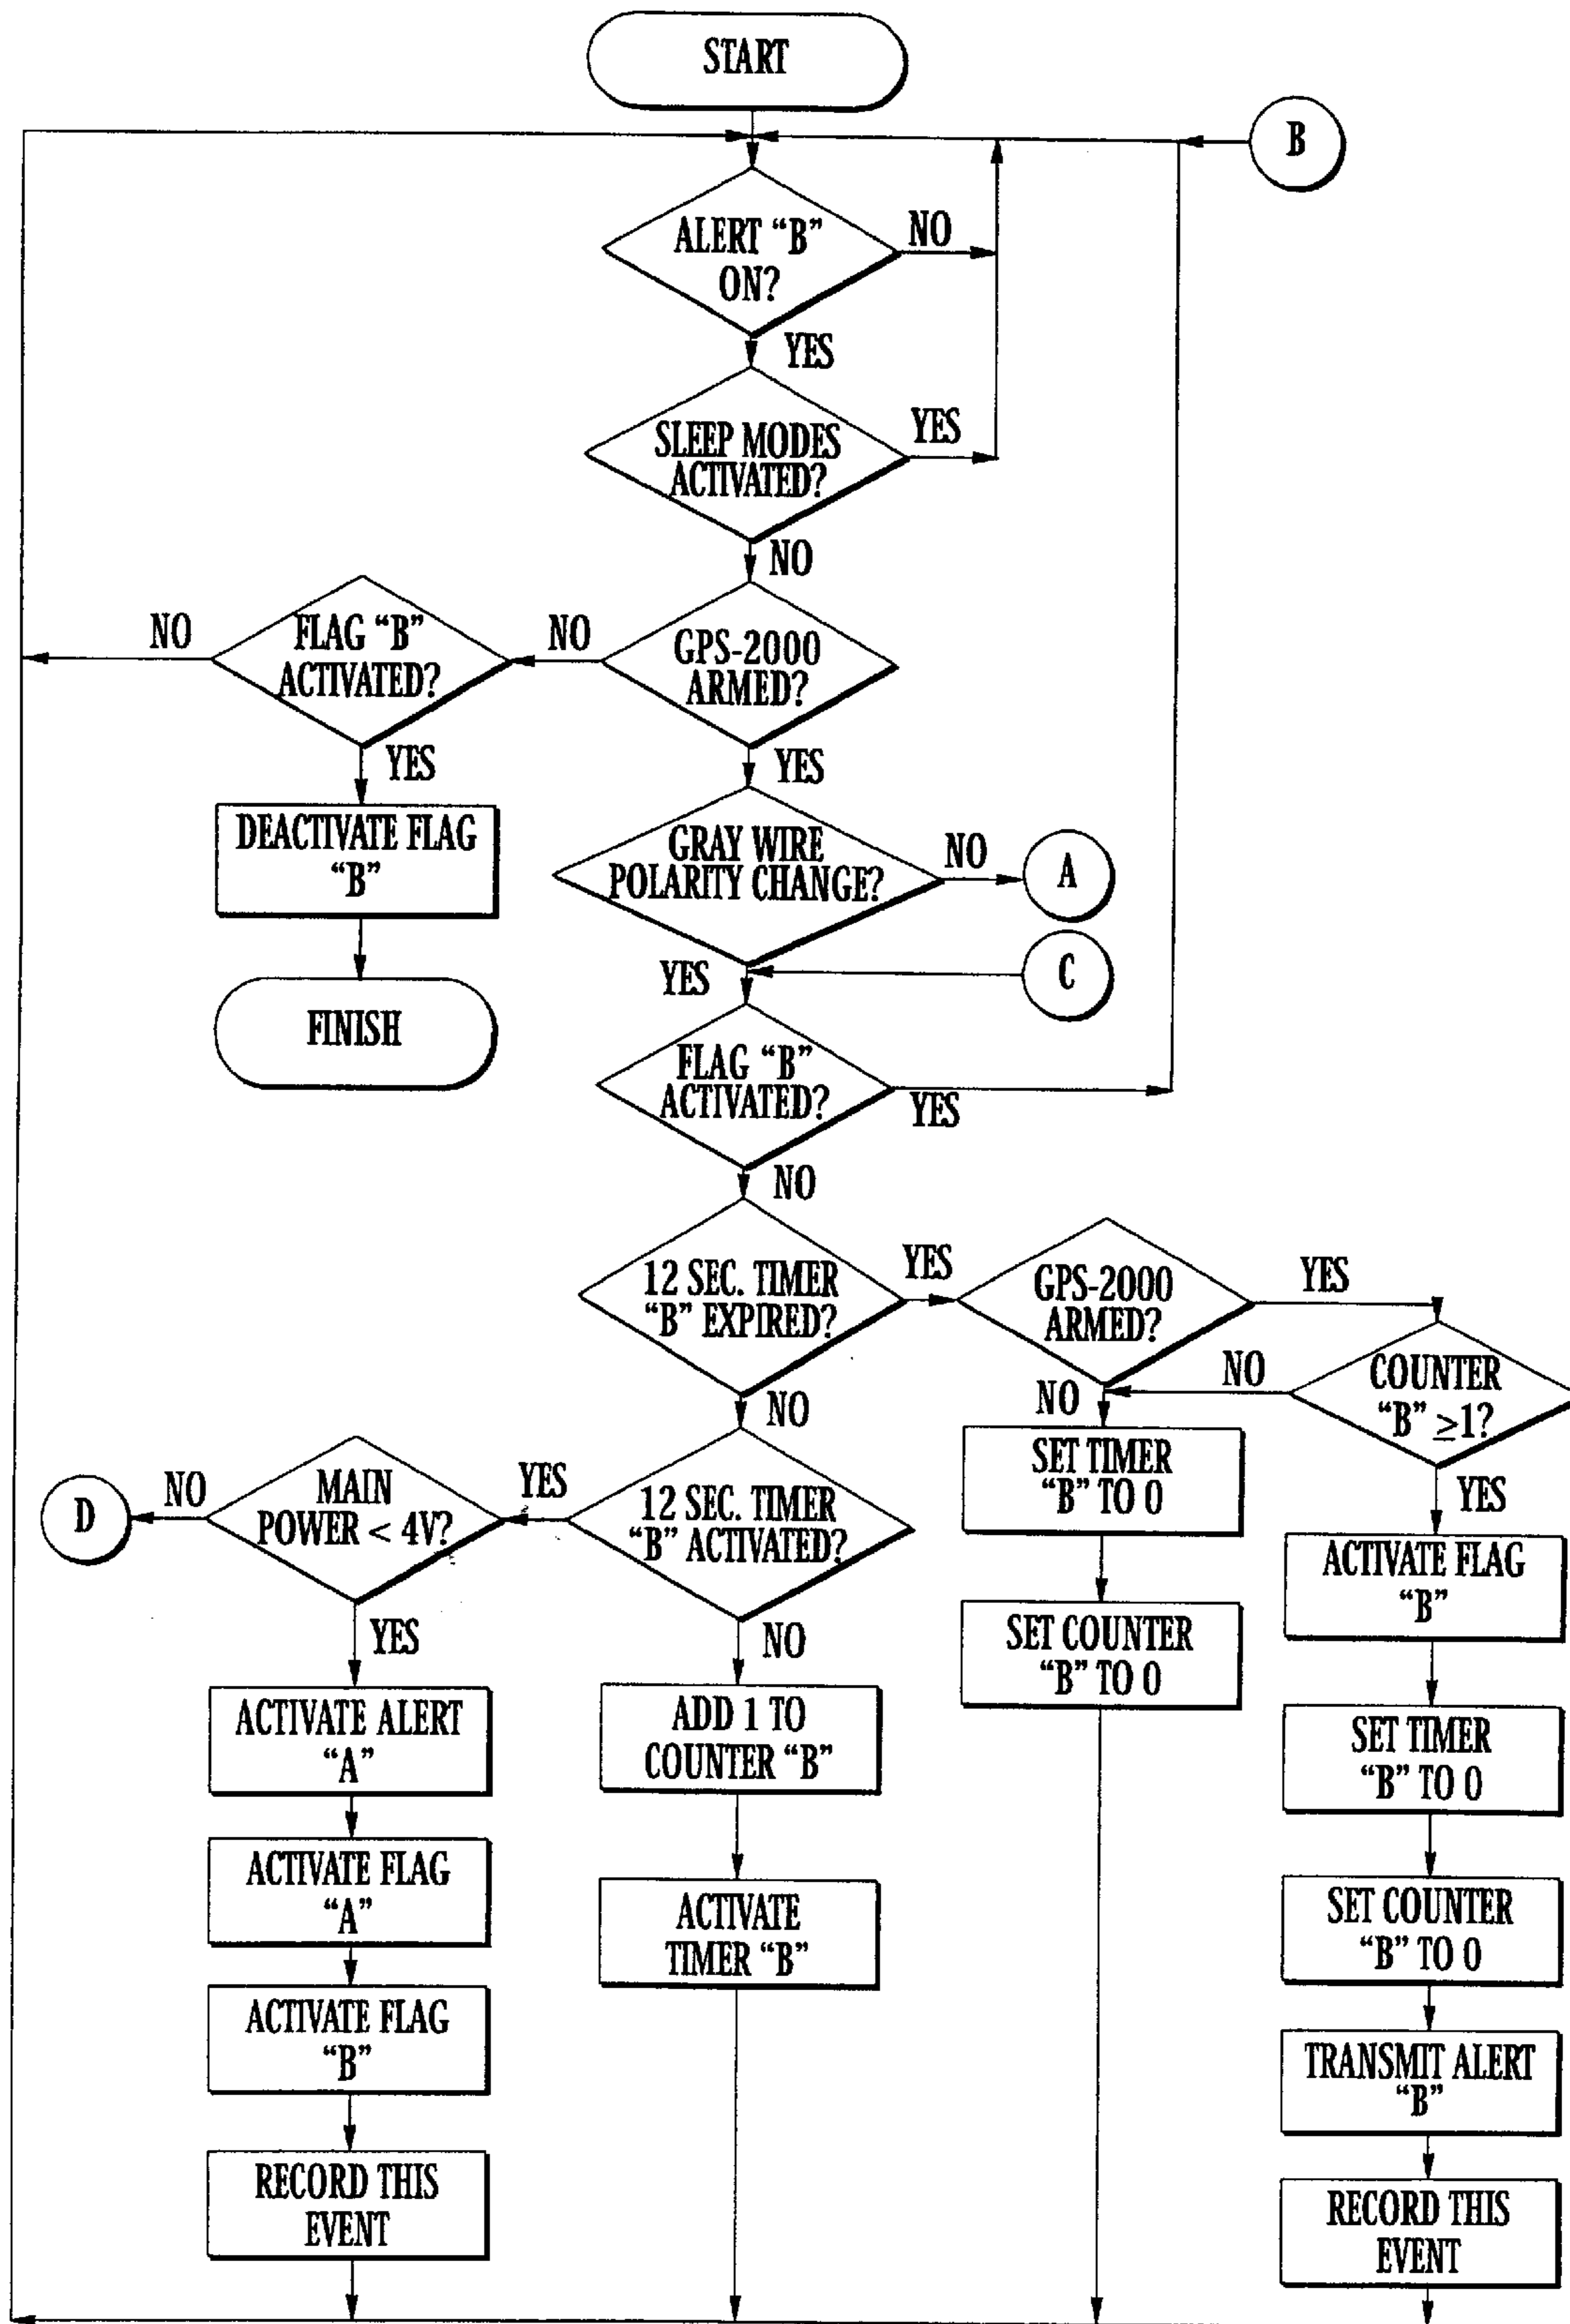 START
B
ALERT “B”
ON?
NO
YES
SLEEP MODES
ACTIVATED?
YES
NO
GPS-2000
ARMED?
NO
FLAG “B”
ACTIVATED?
NO
YES
DEACTIVATE FLAG
“B”
FINISH
YES
GRAY WIRE
POLARITY CHANGE?
NO
A
YES
C
FLAG “B”
ACTIVATED?
YES
NO
12 SEC. TIMER
“B” EXPIRED?
YES
GPS-2000
ARMED?
YES
COUNTER
“B” ≥1?
NO
NO
SET TIMER
“B” TO 0
SET COUNTER
“B” TO 0
YES
ACTIVATE FLAG
“B”
SET TIMER
“B” TO 0
SET COUNTER
“B” TO 0
TRANSMIT ALERT
“B”
RECORD THIS
EVENT
NO
12 SEC. TIMER
“B” ACTIVATED?
YES
MAIN
POWER < 4V?
NO
D
YES
ACTIVATE ALERT
“A”
ACTIVATE FLAG
“A”
ACTIVATE FLAG
“B”
RECORD THIS
EVENT
NO
ADD 1 TO
COUNTER “B”
ACTIVATE
TIMER “B”